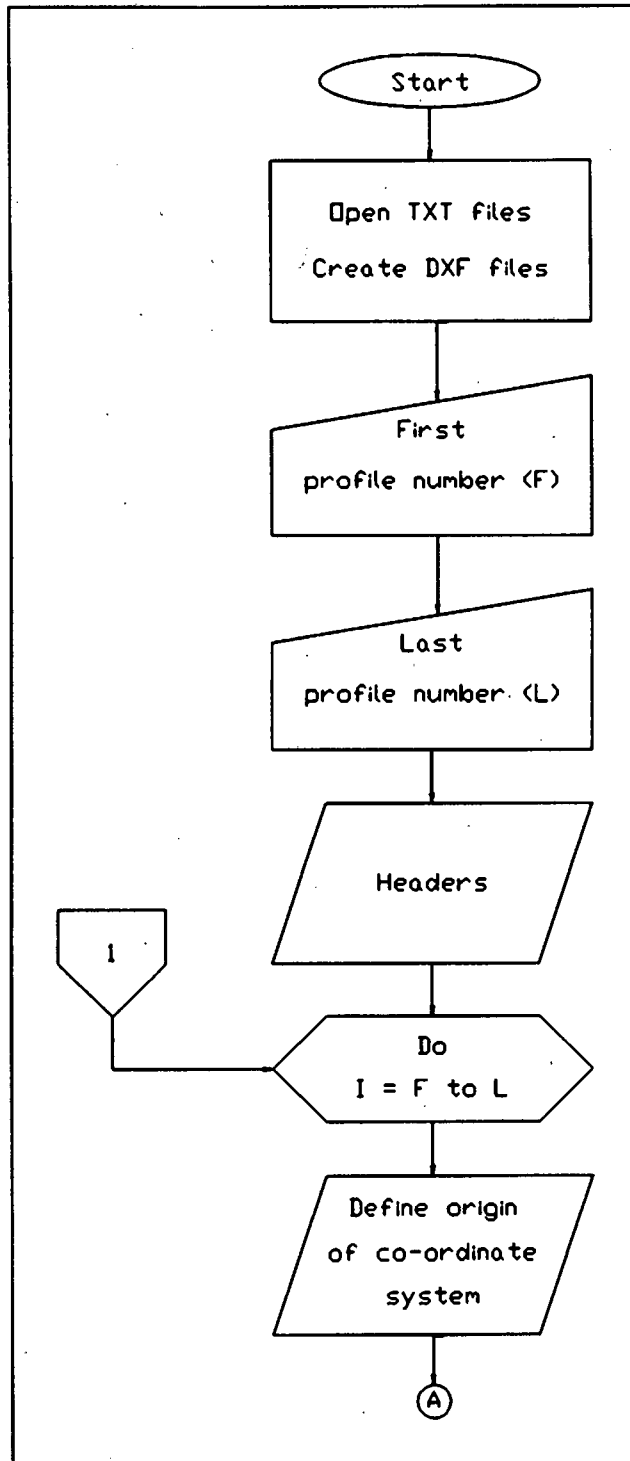 Start
Open TXT files
Create DXF files
First
profile number (F)
Last
profile number (L)
Headers
1
Do
I = F to L
Define origin
of co-ordinate
system
A